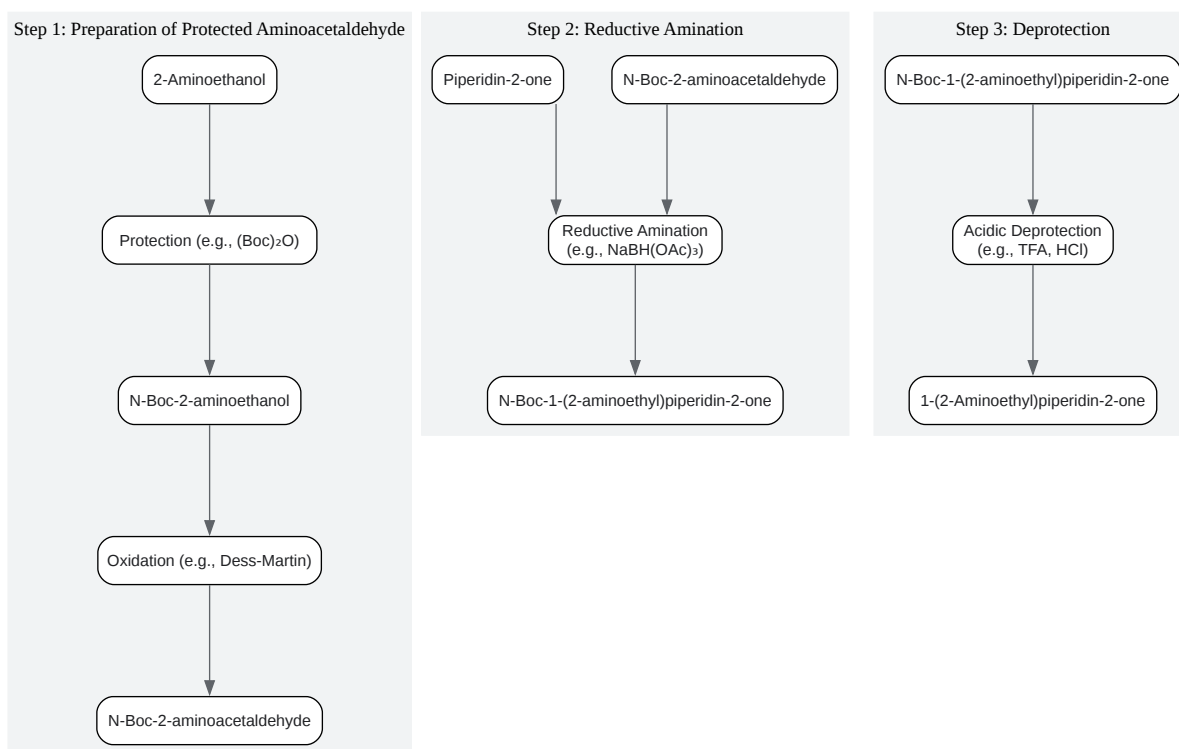 Step 1: Preparation of Protected Aminoacetaldehyde
2-Aminoethanol
Protection (e.g., (Boc)₂O)
N-Boc-2-aminoethanol
Oxidation (e.g., Dess-Martin)
N-Boc-2-aminoacetaldehyde
Step 2: Reductive Amination
Piperidin-2-one
N-Boc-2-aminoacetaldehyde
Reductive Amination
(e.g., NaBH(OAc)₃)
N-Boc-1-(2-aminoethyl)piperidin-2-one
Step 3: Deprotection
N-Boc-1-(2-aminoethyl)piperidin-2-one
Acidic Deprotection
(e.g., TFA, HCl)
1-(2-Aminoethyl)piperidin-2-one